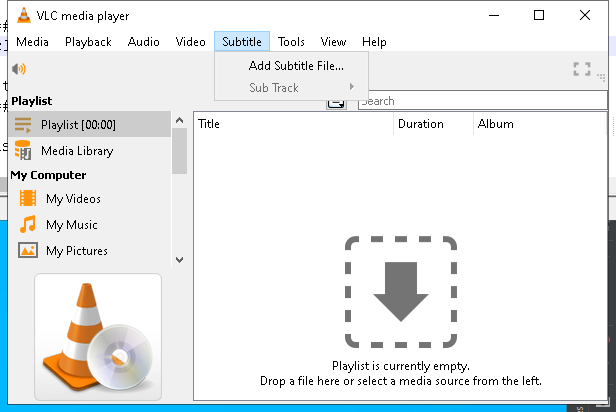 VLC media player
Media Playback Audio Video Subtitle Tools View Help
Add Subtitle File...
Sub Track
Playlist
Search
Playlist [00:00]
Title Duration Album
Media Library
My Computer
My Videos
My Music
My Pictures
Playlist is currently empty.
Drop a file here or select a media source from the left.